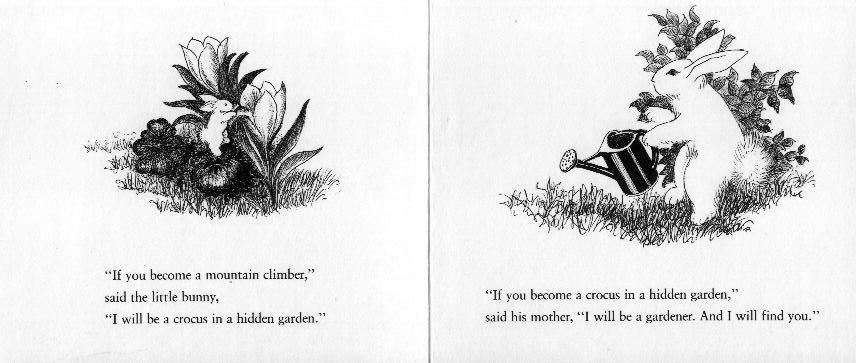 “If you become a mountain climber,”
said the little bunny,
“I will be a crocus in a hidden garden.”
“If you become a crocus in a hidden garden,”
said his mother, “I will be a gardener. And I will find you.”